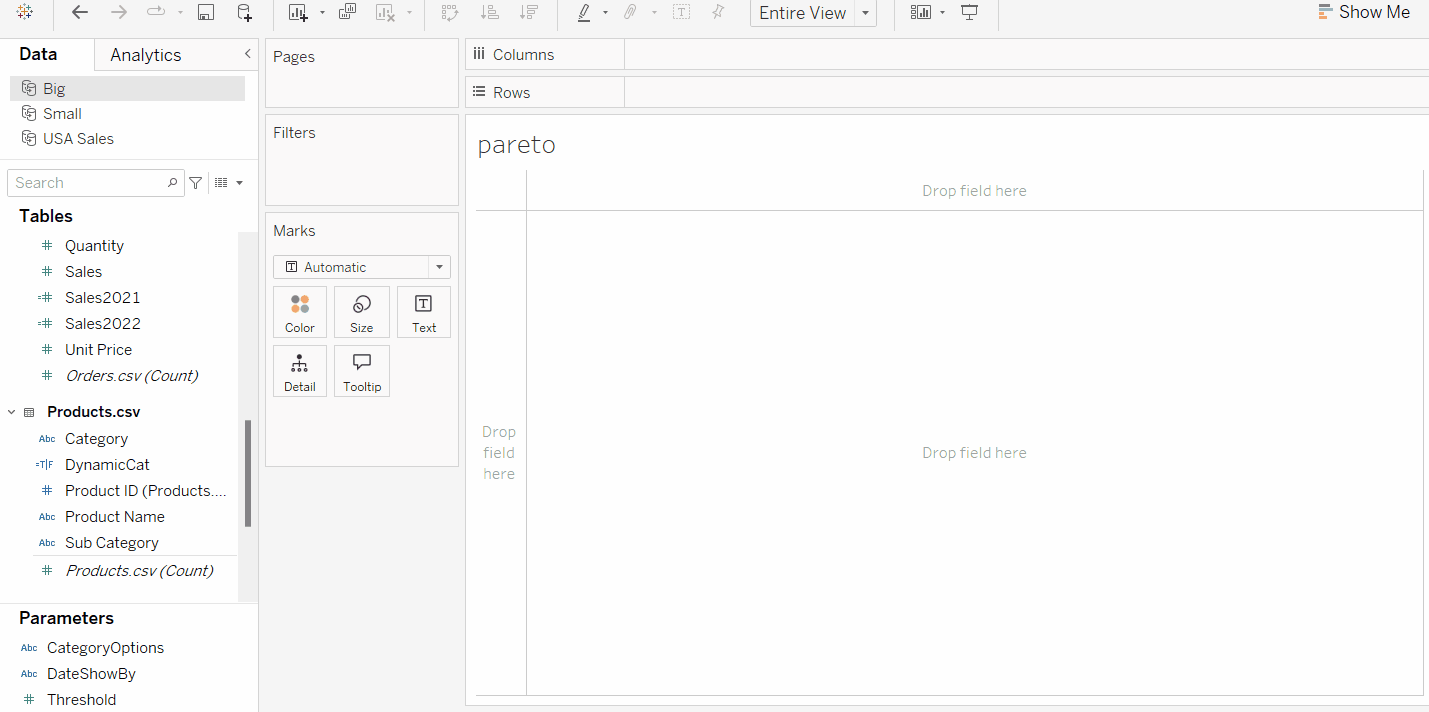 Entire View
Show Me
Data
Analytics
Big
Small
USA Sales
Search
Tables
Quantity
Sales
Sales2021
Sales2022
Unit Price
Orders.csv (Count)
Products.csv
Abc Category
=T|F DynamicCat
Product ID (Products....
Abc Product Name
Abc Sub Category
Products.csv (Count)
Parameters
Abc CategoryOptions
Abc DateShowBy
Threshold
Pages
Filters
Marks
T Automatic
Color Size Text
Detail Tooltip
Columns
Rows
pareto
Drop field here
Drop
field
here
Drop field here